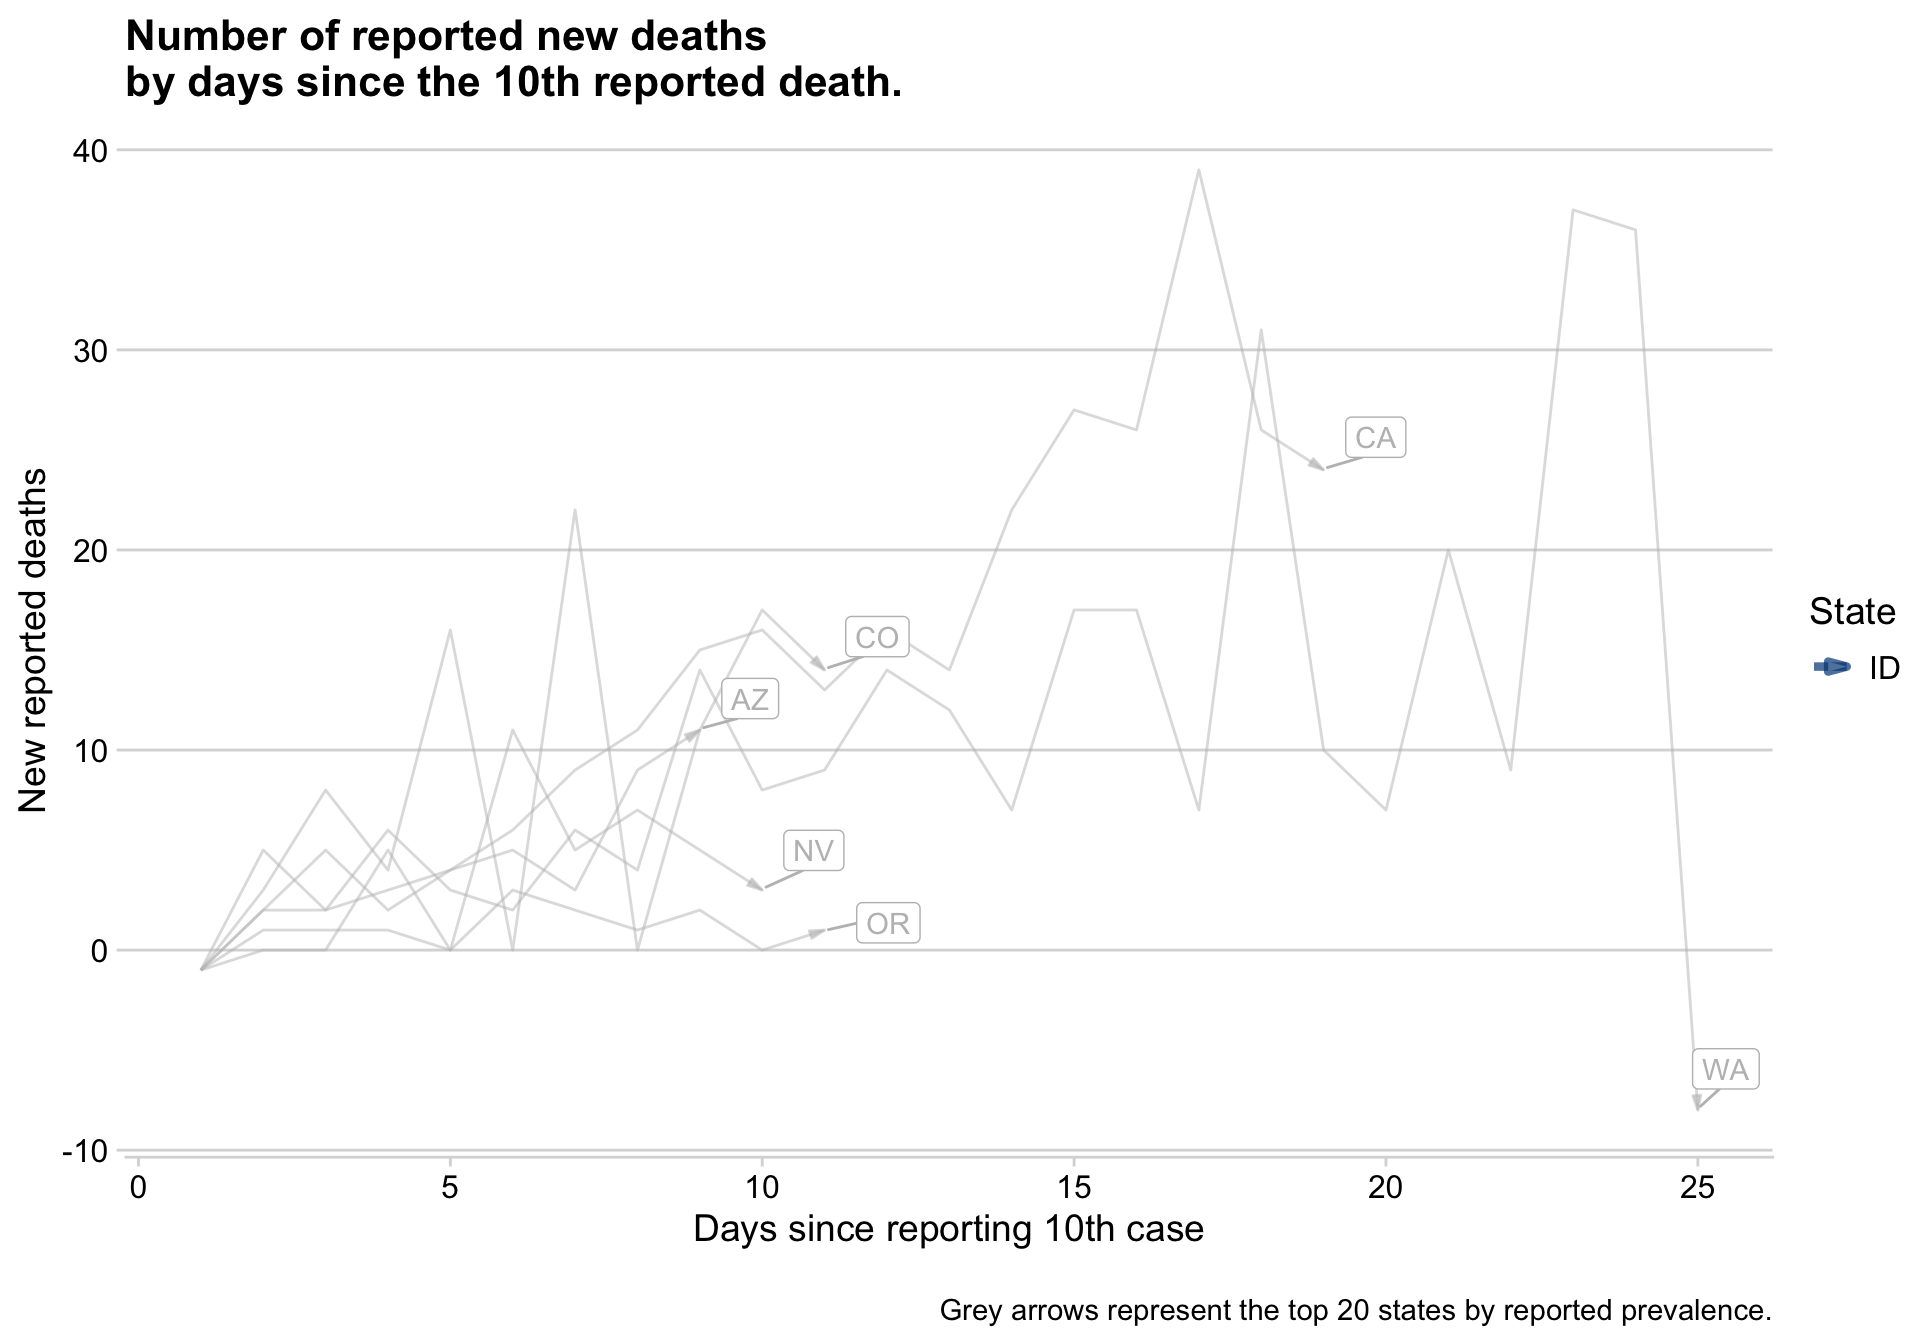 Number of reported new deaths
by days since the 10th reported death.
New reported deaths
40
30
20
10
0
-10
CA
CO
AZ
NV
OR
WA
0 5 10 15 20 25
Days since reporting 10th case
State
ID
Grey arrows represent the top 20 states by reported prevalence.